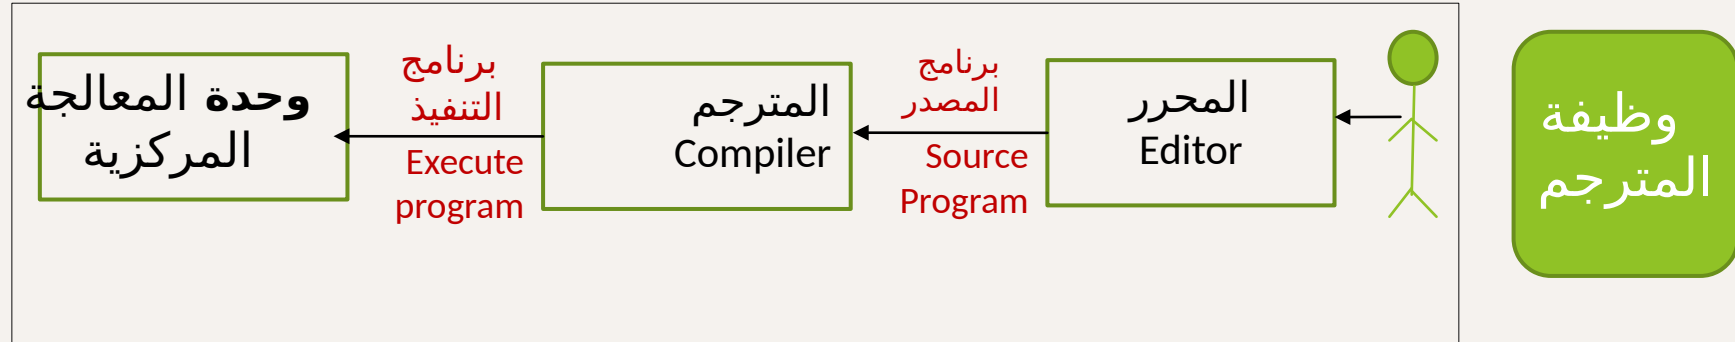 وظيفة
المترجم
المحرر
Editor
برنامج
المصدر
Source
Program
المترجم
Compiler
برنامج
التنفيذ
Execute
program
وحدة المعالجة
المركزية